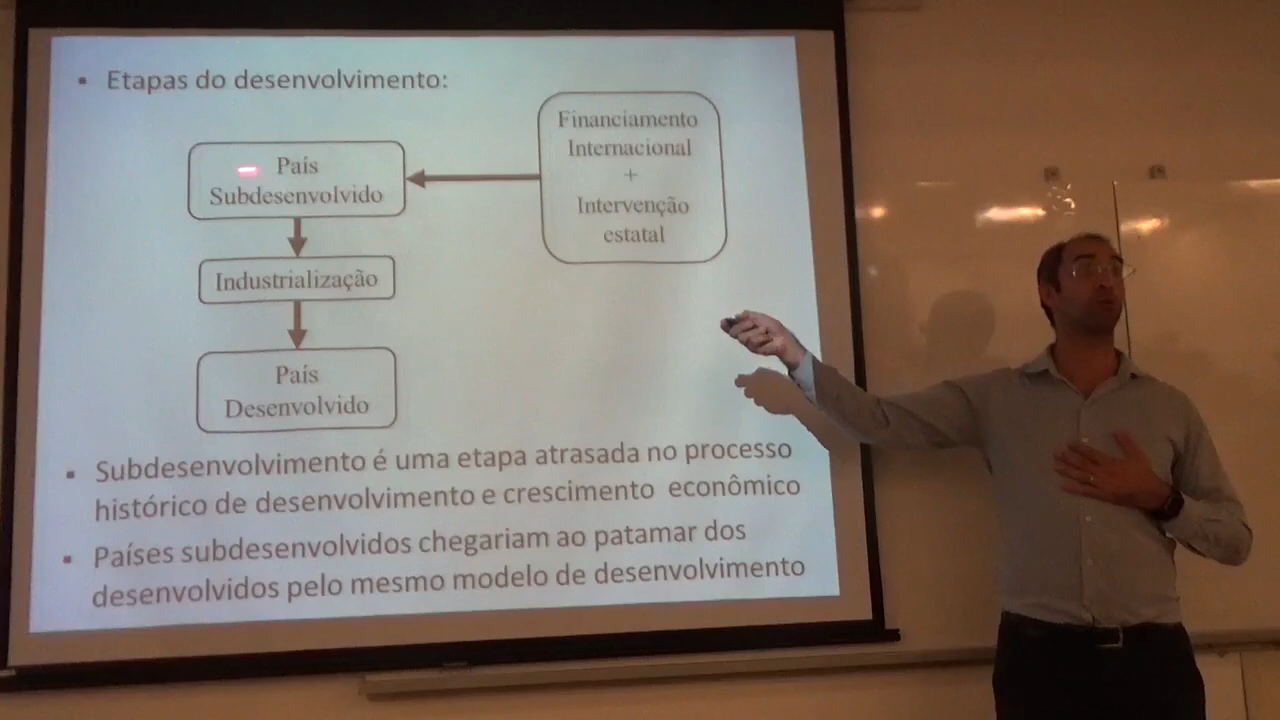 Etapas do desenvolvimento:
Financiamento
Internacional
+
Intervenção
estatal
País
Subdesenvolvido
Industrialização
País
Desenvolvido
Subdesenvolvimento é uma etapa atrasada no processo
histórico de desenvolvimento e crescimento econômico
Países subdesenvolvidos chegariam ao patamar dos
desenvolvidos pelo mesmo modelo de desenvolvimento